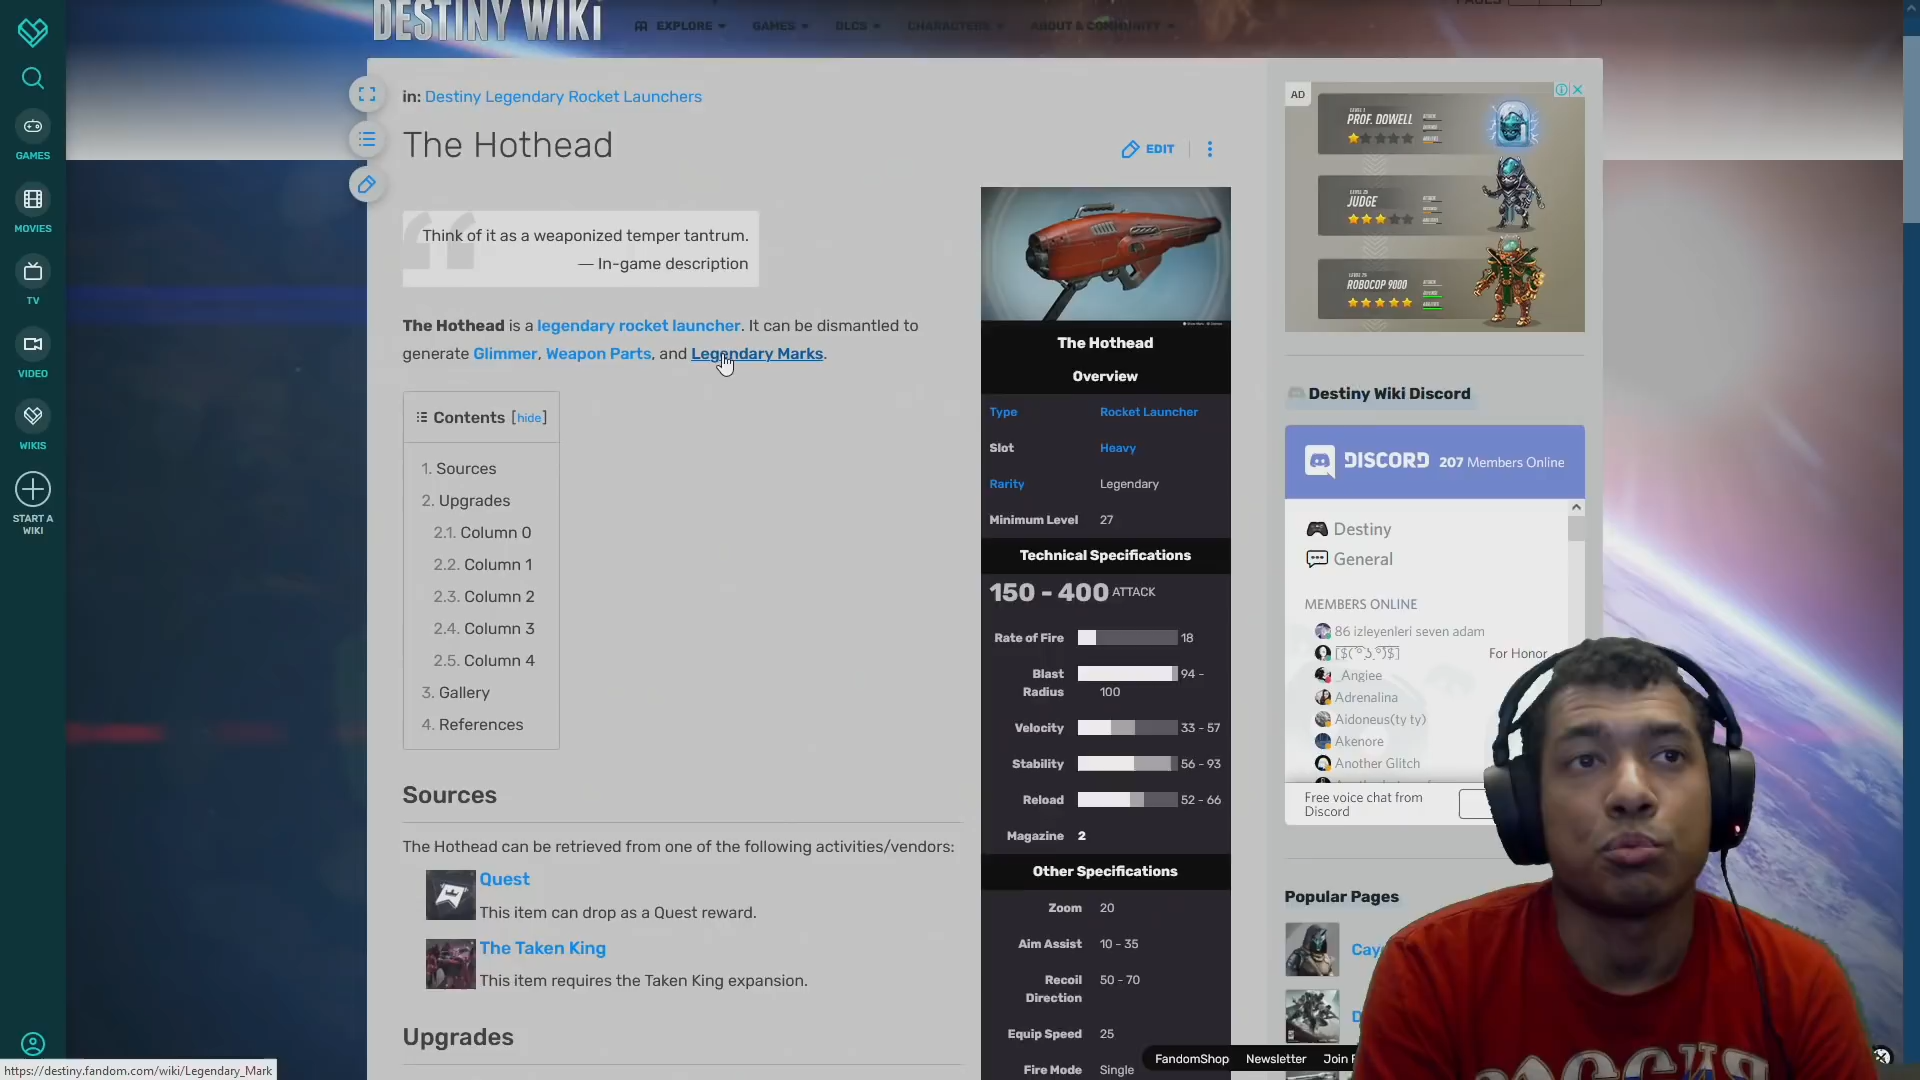 DESTINY WIKI
EXPLORE
GAMES
DLCS
CHARACTERS
ABOUT & COMMUNITY
GAMES
MOVIES
TV
VIDEO
WIKIS
START A
WIKI
in: Destiny Legendary Rocket Launchers
The Hothead
EDIT
Think of it as a weaponized temper tantrum.
— In-game description
The Hothead is a legendary rocket launcher. It can be dismantled to
generate Glimmer, Weapon Parts, and Legendary Marks.
Contents [hide]
1. Sources
2. Upgrades
2.1. Column 0
2.2. Column 1
2.3. Column 2
2.4. Column 3
2.5. Column 4
3. Gallery
4. References
Sources
The Hothead can be retrieved from one of the following activities/vendors:
Quest
This item can drop as a Quest reward.
The Taken King
This item requires the Taken King expansion.
Upgrades
The Hothead
Overview
Type Rocket Launcher
Slot Heavy
Rarity Legendary
Minimum Level 27
Technical Specifications
150 - 400 ATTACK
Rate of Fire 18
Blast Radius 94 - 100
Velocity 33 - 57
Stability 56 - 93
Reload 52 - 66
Magazine 2
Other Specifications
Zoom 20
Aim Assist 10 - 35
Recoil Direction 50 - 70
Equip Speed 25
Fire Mode Single
AD
PROF. DOWELL
JUDGE
ROBOCOP 9000
Destiny Wiki Discord
DISCORD 207 Members Online
Destiny
General
MEMBERS ONLINE
86 izleyenleri seven adam
For Honor
_Angiee
Adrenalina
Aidoneus(ty ty)
Akenore
Another Glitch
Free voice chat from
Discord
Popular Pages
Cay
D
FandomShop Newsletter Join F
https://destiny.fandom.com/wiki/Legendary_Mark